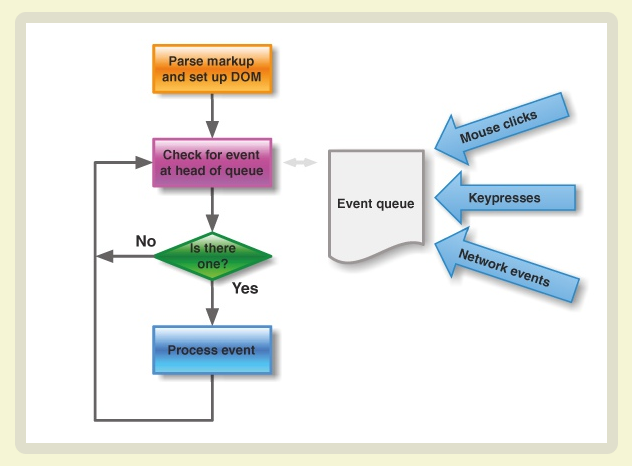 Parse markup
and set up DOM
Check for event
at head of queue
Is there
one?
No
Yes
Process event
Event queue
Mouse clicks
Keypresses
Network events